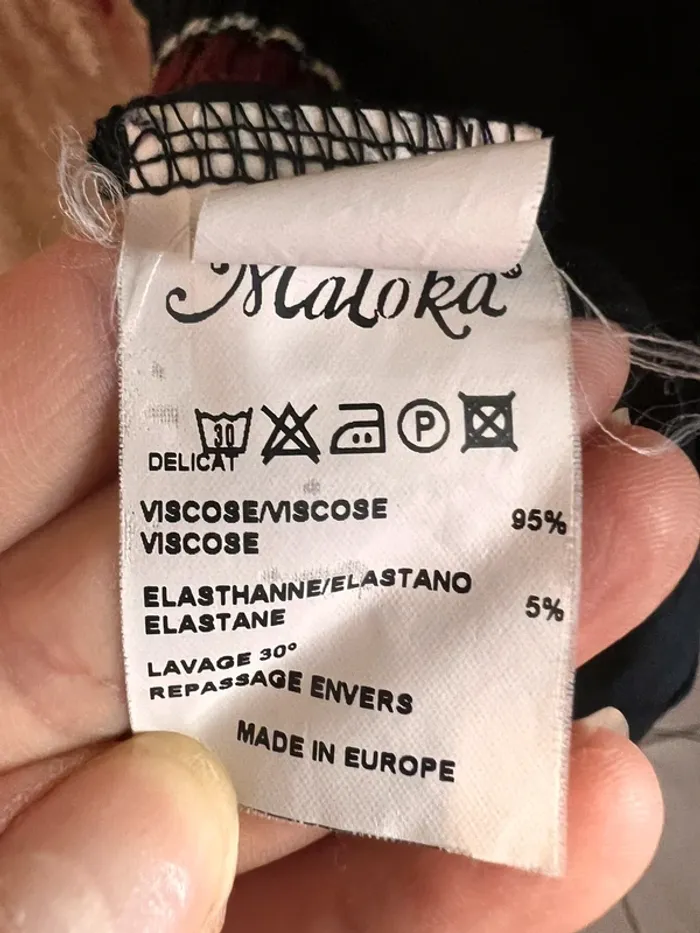 Maloka®
30 P
DELICAT
VISCOSE/VISCOSE 95%
VISCOSE
ELASTHANNE/ELASTANO 5%
ELASTANE
LAVAGE 30°
REPASSAGE ENVERS
MADE IN EUROPE